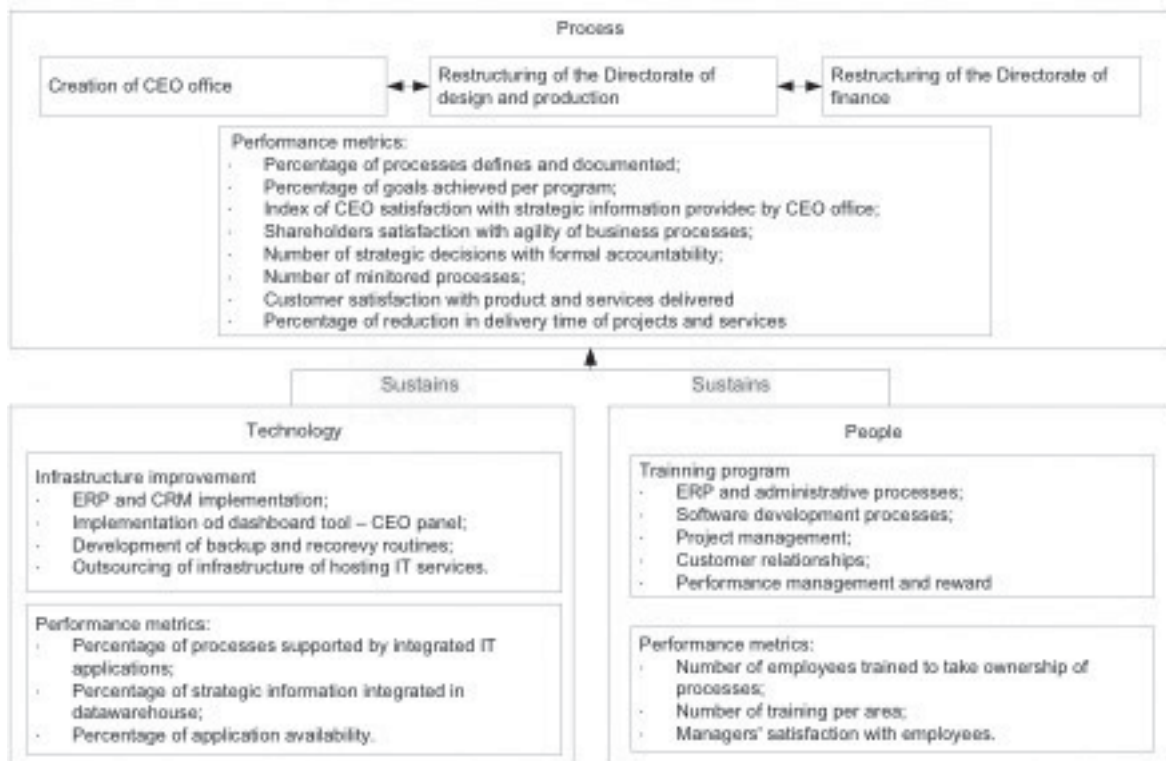 Process
Creation of CEO office
Restructuring of the Directorate of
design and production
Restructuring of the Directorate of
finance
Performance metrics:
· Percentage of processes defines and documented;
· Percentage of goals achieved per program;
· Index of CEO satisfaction with strategic information providec by CEO office;
· Shareholders satisfaction with agility of business processes;
· Number of strategic decisions with formal accountability;
· Number of minitored processes;
· Customer satisfaction with product and services delivered
· Percentage of reduction in delivery time of projects and services
Sustains
Sustains
Technology
Infrastructure improvement
· ERP and CRM implementation;
· Implementation od dashboard tool – CEO panel;
· Development of backup and recorevy routines;
· Outsourcing of infrastructure of hosting IT services.
Performance metrics:
· Percentage of processes supported by integrated IT
applications;
· Percentage of strategic information integrated in
datawarehouse;
· Percentage of application availability.
People
Trainning program
· ERP and administrative processes;
· Software development processes;
· Project management;
· Customer relationships;
· Performance management and reward
Performance metrics:
· Number of employees trained to take ownership of
processes;
· Number of training per area;
· Managers' satisfaction with employees.